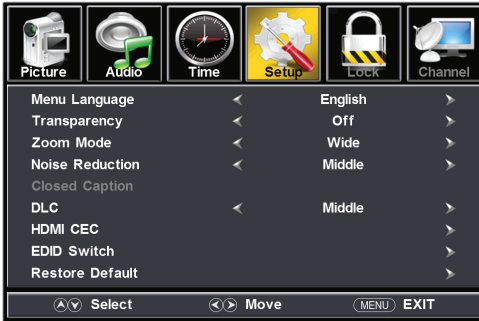 Picture Audio Time Setup Lock Channel
Menu Language English
Transparency Off
Zoom Mode Wide
Noise Reduction Middle
Closed Caption
DLC Middle
HDMI CEC
EDID Switch
Restore Default
Select Move MENU EXIT